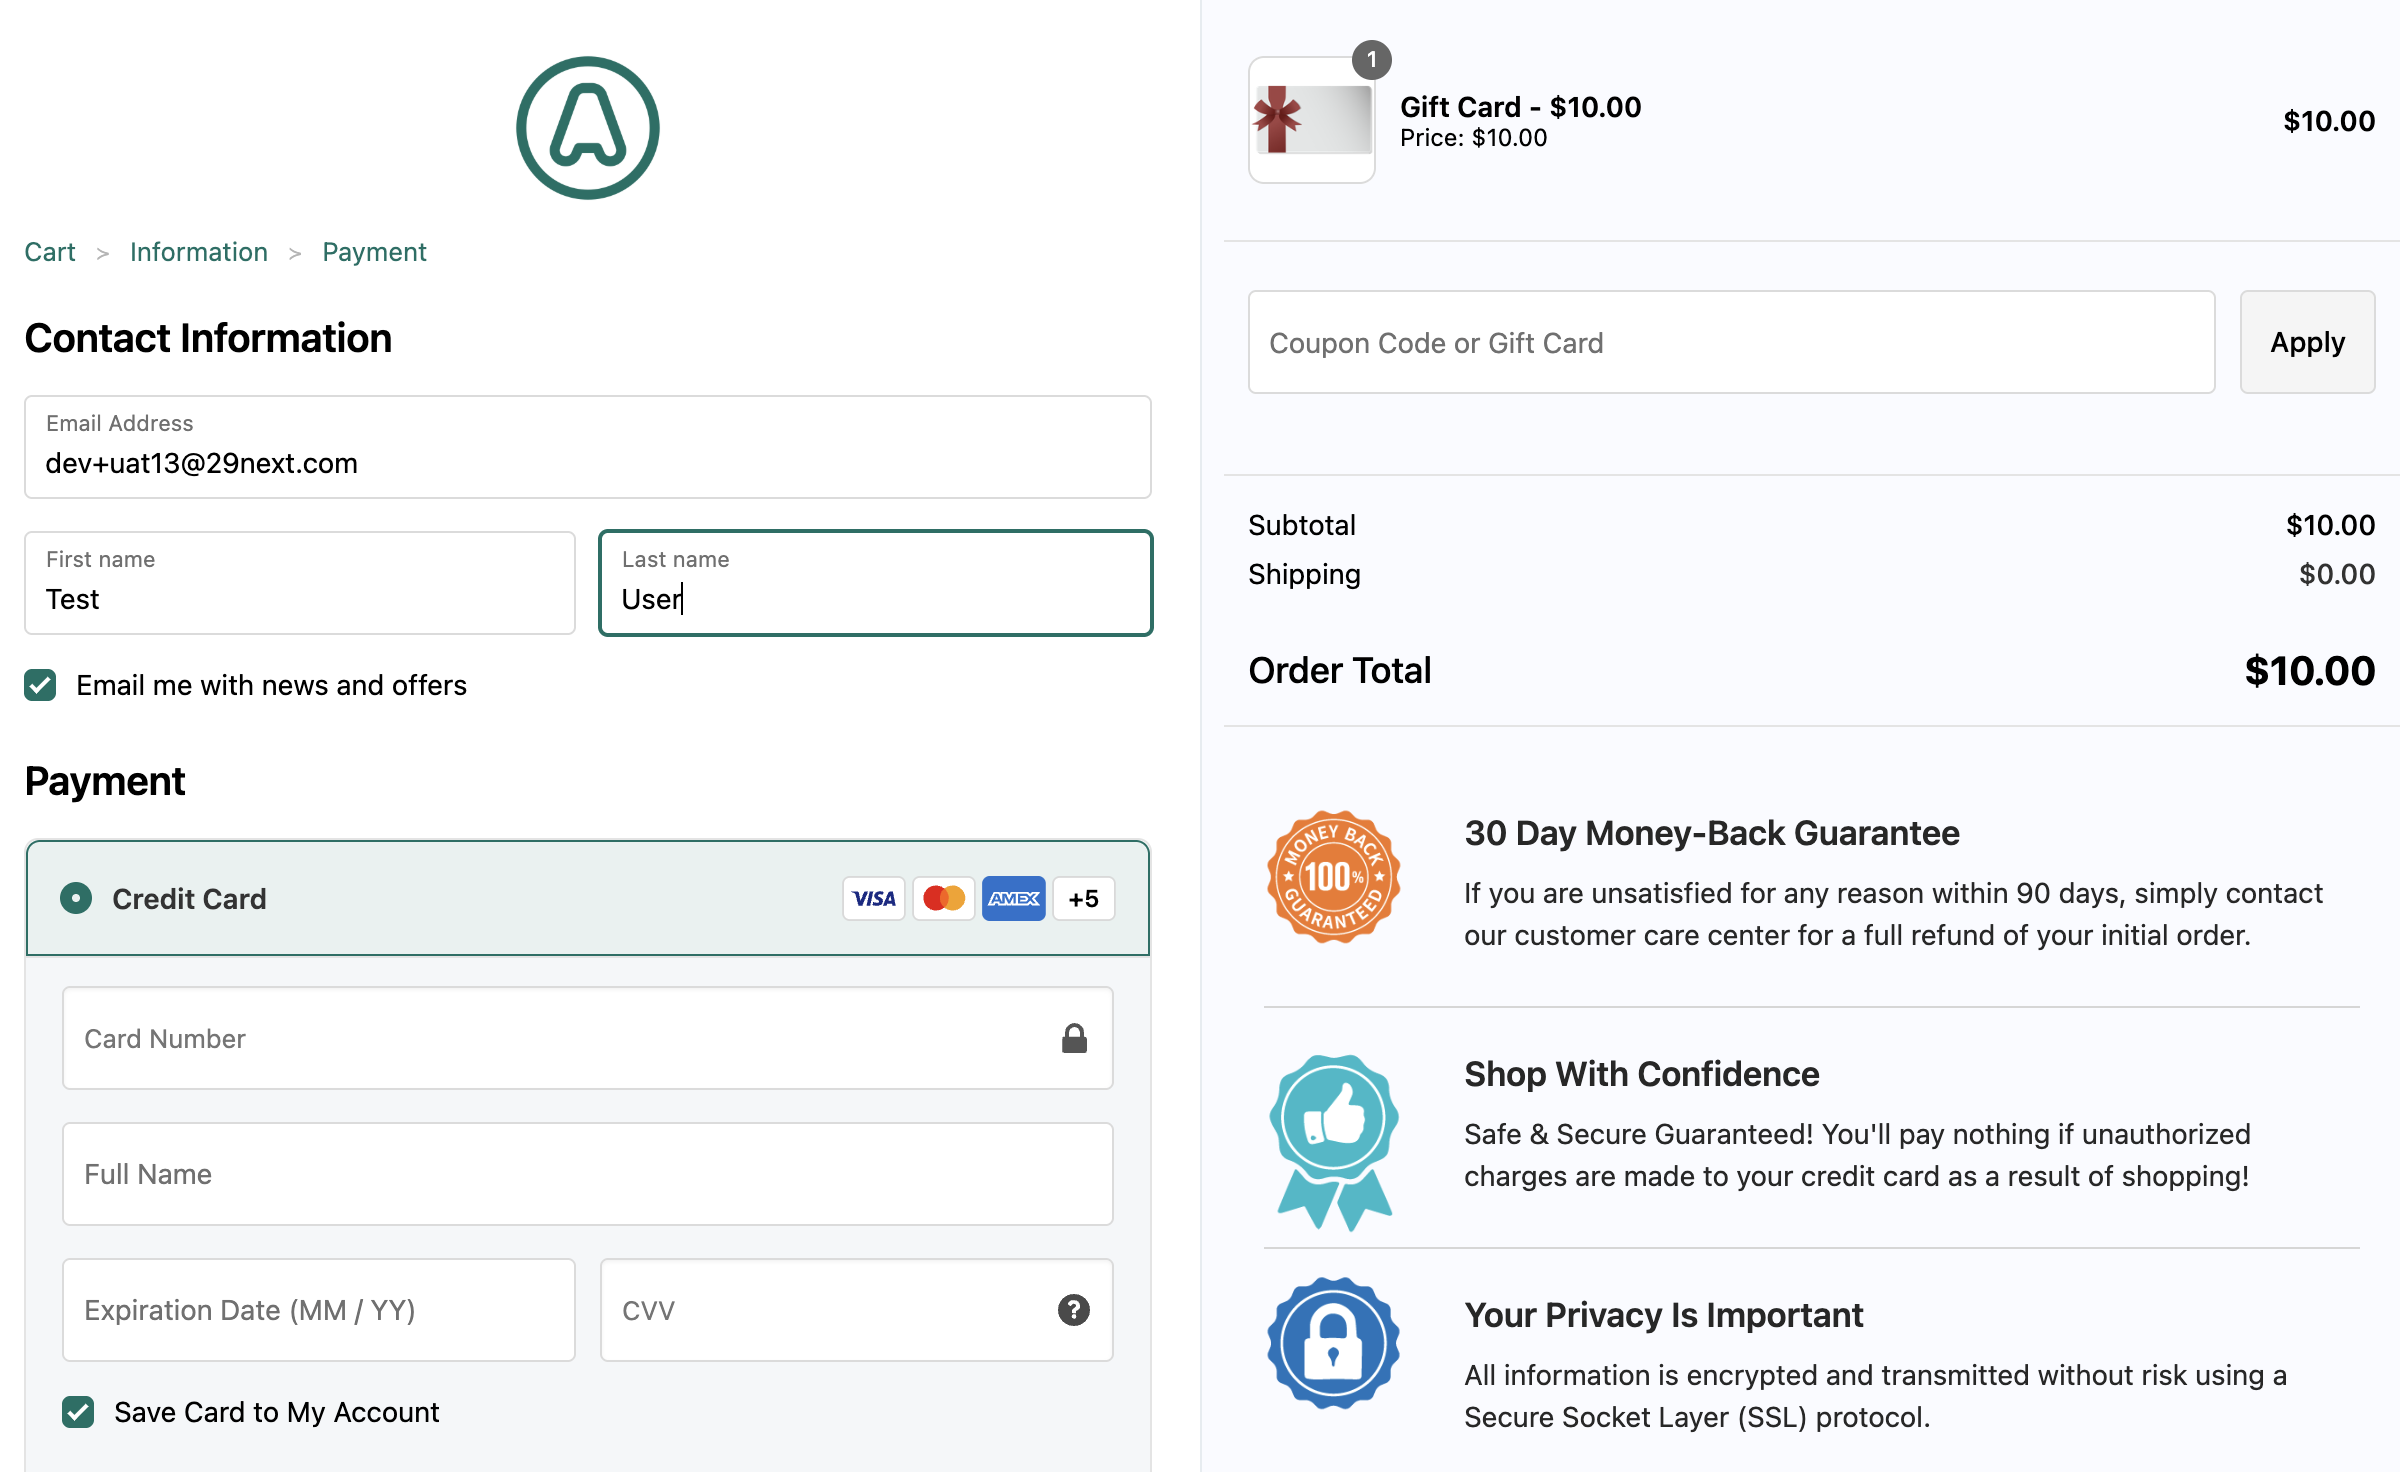 A
Cart > Information > Payment
Contact Information
Email Address
dev+uat13@29next.com
First name
Test
Last name
User
Email me with news and offers
Payment
Credit Card
VISA
AMEX
+5
Card Number
Full Name
Expiration Date (MM / YY)
CVV
?
Save Card to My Account
1
Gift Card - $10.00
Price: $10.00
$10.00
Coupon Code or Gift Card
Apply
Subtotal
$10.00
Shipping
$0.00
Order Total
$10.00
MONEY BACK
100%
GUARANTEED
30 Day Money-Back Guarantee
If you are unsatisfied for any reason within 90 days, simply contact
our customer care center for a full refund of your initial order.
Shop With Confidence
Safe & Secure Guaranteed! You'll pay nothing if unauthorized
charges are made to your credit card as a result of shopping!
Your Privacy Is Important
All information is encrypted and transmitted without risk using a
Secure Socket Layer (SSL) protocol.